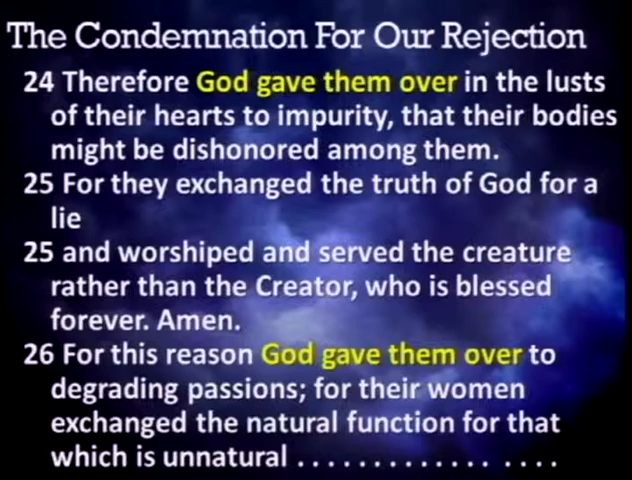 The Condemnation For Our Rejection
24 Therefore God gave them over in the lusts
of their hearts to impurity, that their bodies
might be dishonored among them.
25 For they exchanged the truth of God for a
lie
25 and worshiped and served the creature
rather than the Creator, who is blessed
forever. Amen.
26 For this reason God gave them over to
degrading passions; for their women
exchanged the natural function for that
which is unnatural . . . . . . . . . . . . . . . . .